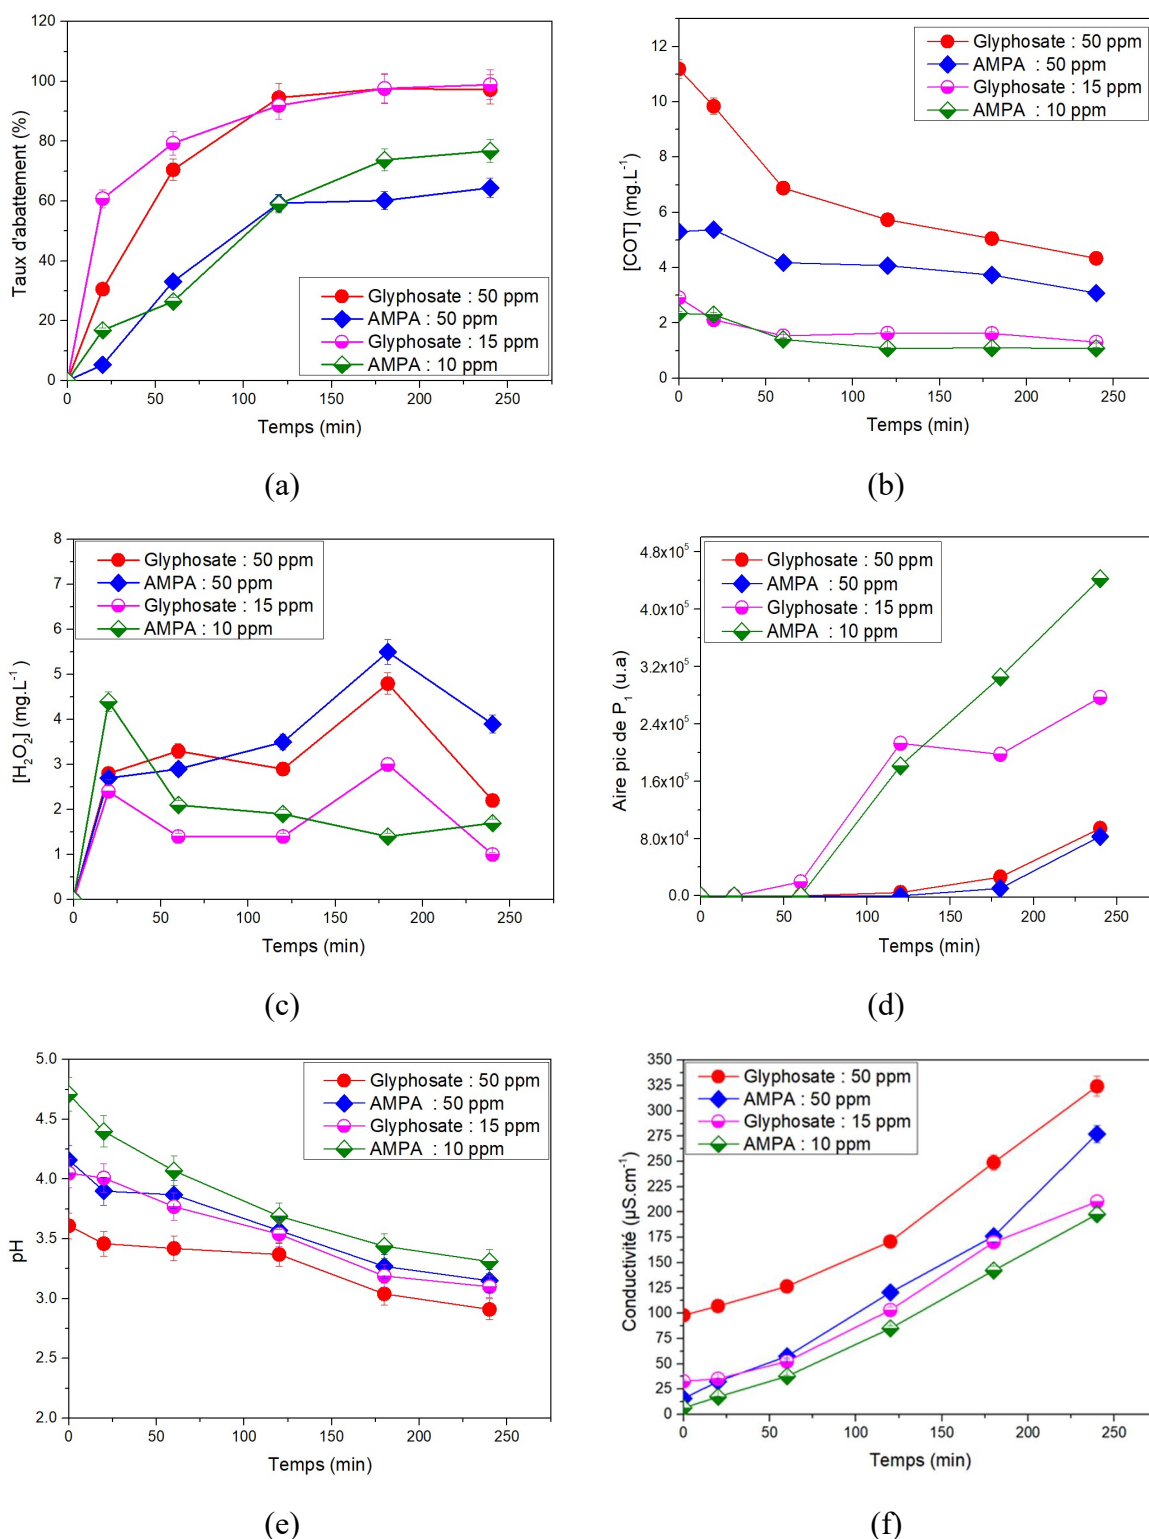 120
100
80
60
40
20
0
Taux d'abattement (%)
Glyphosate : 50 ppm
AMPA : 50 ppm
Glyphosate : 15 ppm
AMPA : 10 ppm
0 50 100 150 200 250
Temps (min)
(a)
12
10
8
6
4
2
0
[COT] (mg.L⁻¹)
Glyphosate : 50 ppm
AMPA : 50 ppm
Glyphosate : 15 ppm
AMPA : 10 ppm
0 50 100 150 200 250
Temps (min)
(b)
8
7
6
5
4
3
2
1
0
[H₂O₂] (mg.L⁻¹)
Glyphosate : 50 ppm
AMPA : 50 ppm
Glyphosate : 15 ppm
AMPA : 10 ppm
0 50 100 150 200 250
Temps (min)
(c)
4.8x10⁵
4.0x10⁵
3.2x10⁵
2.4x10⁵
1.6x10⁵
8.0x10⁴
0.0
Aire pic de P₁ (u.a)
Glyphosate : 50 ppm
AMPA : 50 ppm
Glyphosate : 15 ppm
AMPA : 10 ppm
0 50 100 150 200 250
Temps (min)
(d)
5.0
4.5
4.0
3.5
3.0
2.5
2.0
pH
Glyphosate : 50 ppm
AMPA : 50 ppm
Glyphosate : 15 ppm
AMPA : 10 ppm
0 50 100 150 200 250
Temps (min)
(e)
350
325
300
275
250
225
200
175
150
125
100
75
50
25
0
Conductivité (µS.cm⁻¹)
Glyphosate : 50 ppm
AMPA : 50 ppm
Glyphosate : 15 ppm
AMPA : 10 ppm
0 50 100 150 200 250
Temps (min)
(f)